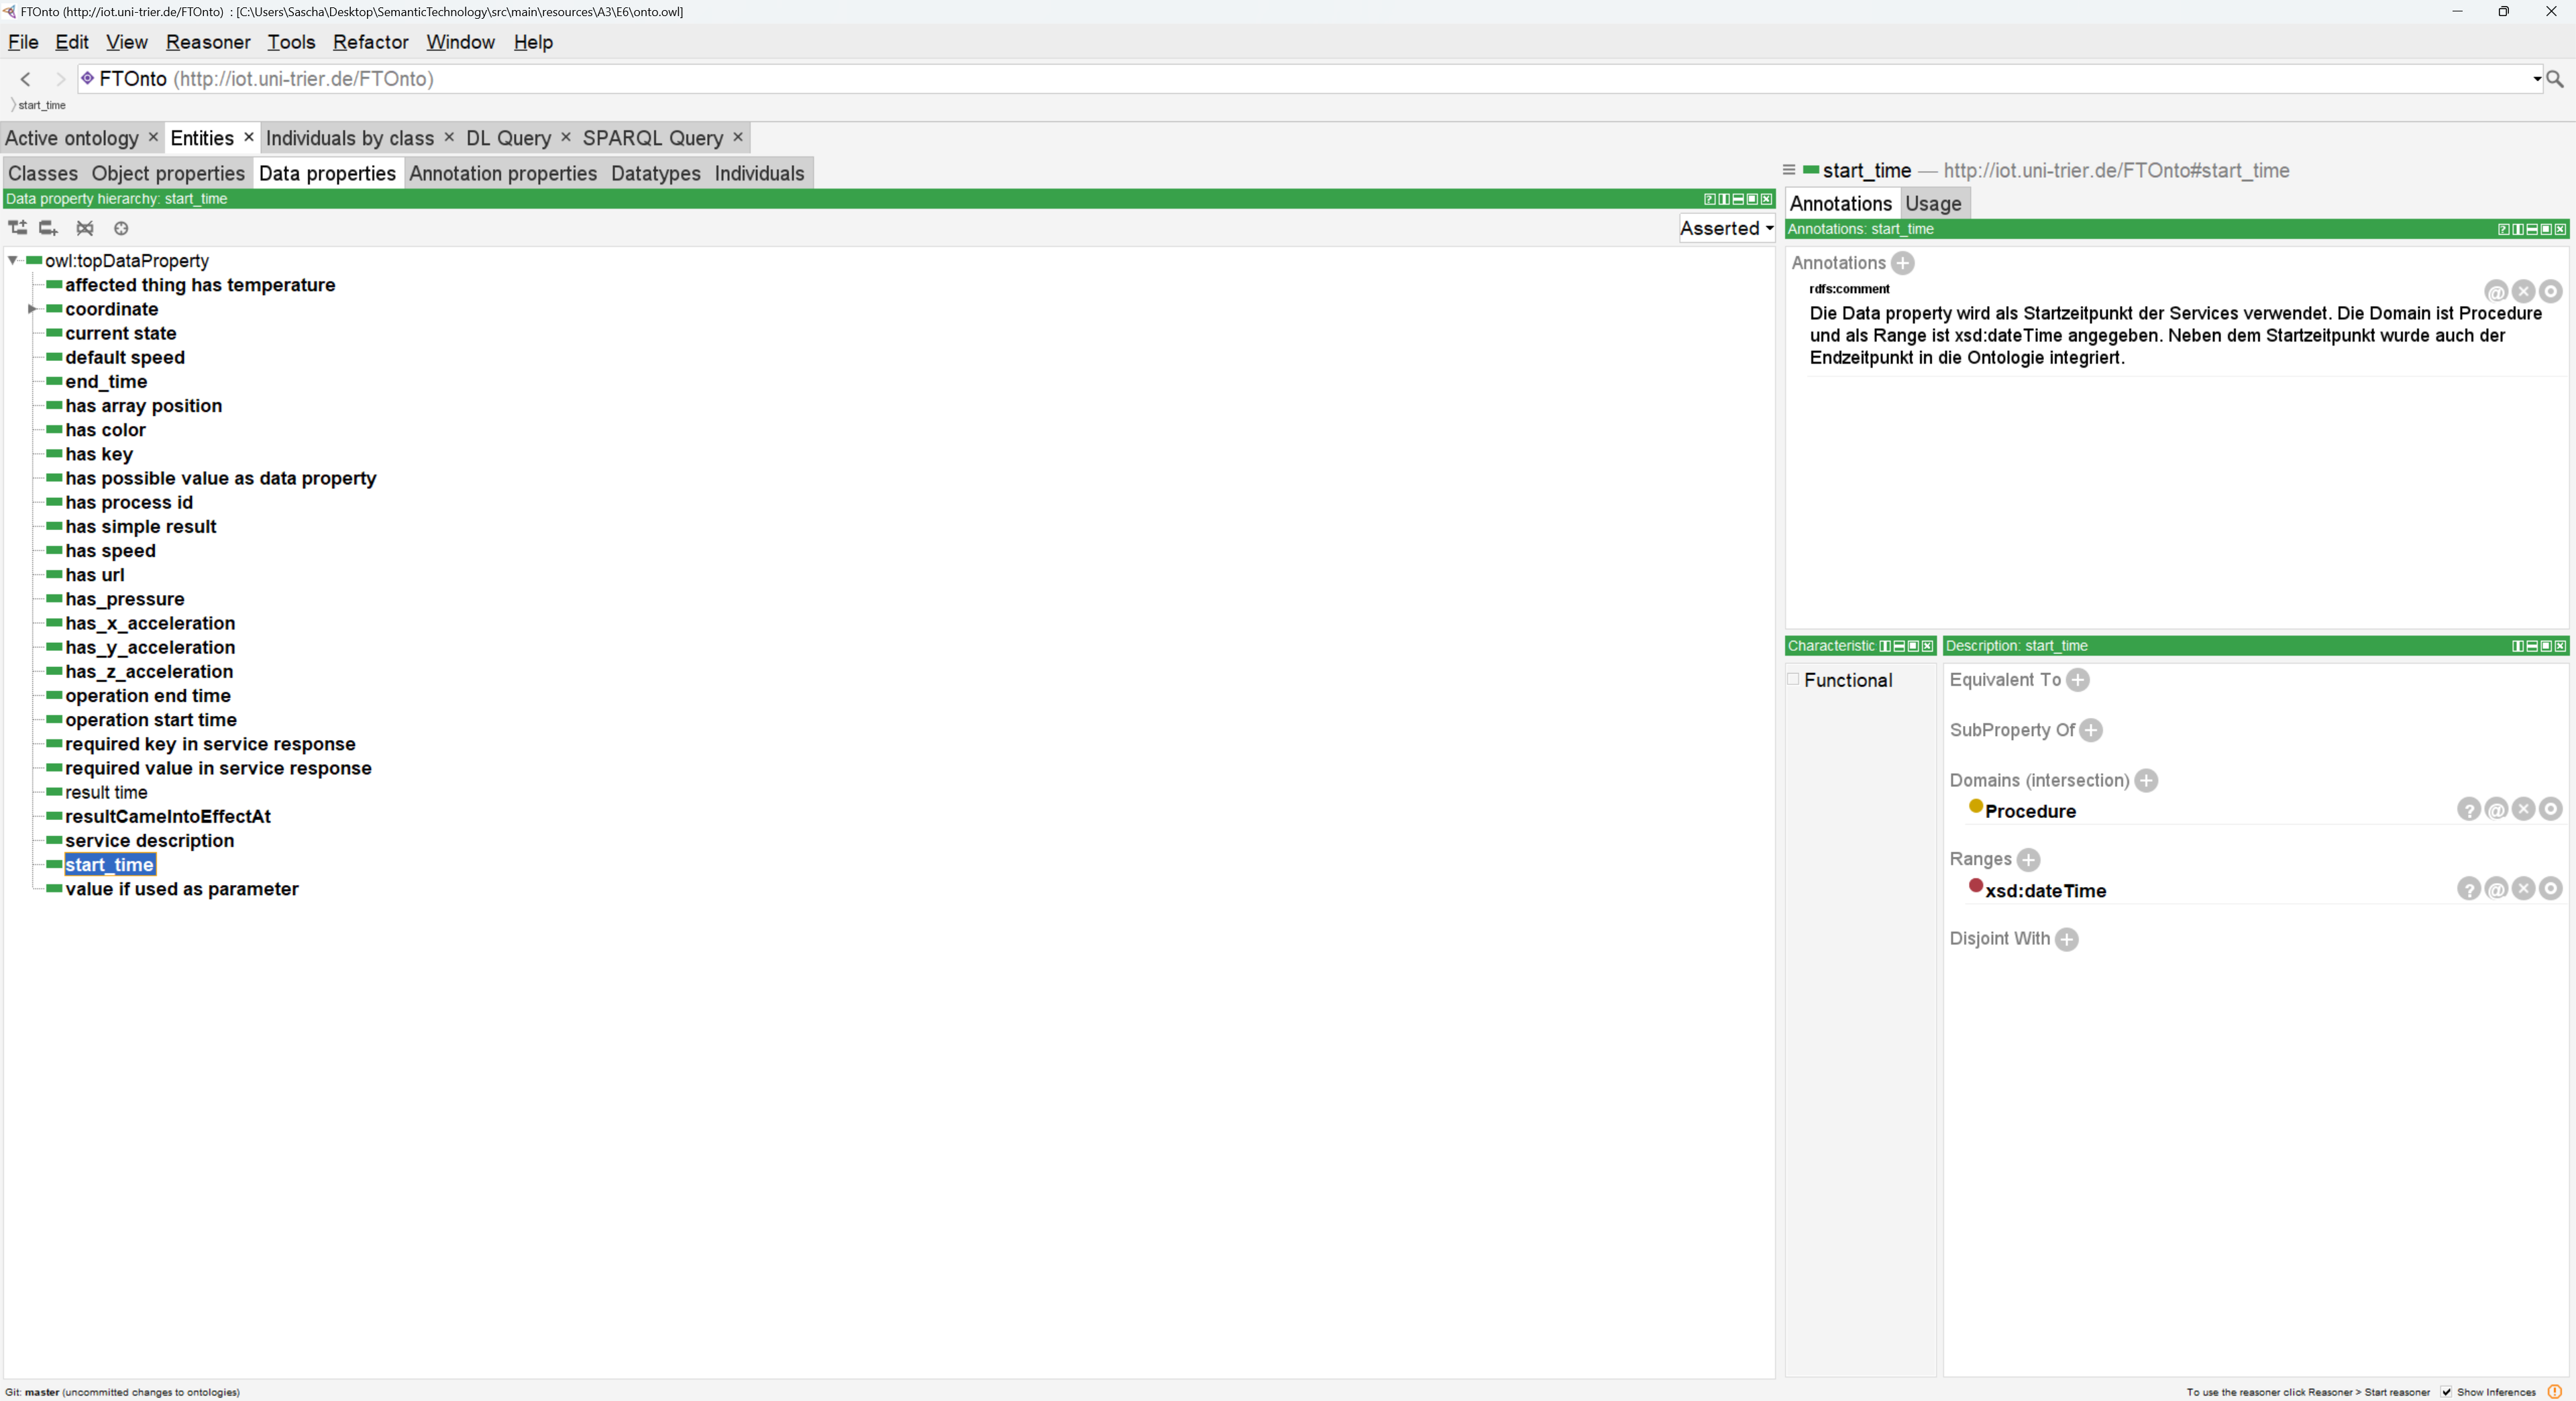 FTOnto (http://iot.uni-trier.de/FTOnto)  : [C:\Users\Sascha\Desktop\SemanticTechnology\src\main\resources\A3\E6\onto.owl]
File Edit View Reasoner Tools Refactor Window Help
FTOnto (http://iot.uni-trier.de/FTOnto)
start_time
Active ontology × Entities × Individuals by class × DL Query × SPARQL Query ×
Classes Object properties Data properties Annotation properties Datatypes Individuals
Data property hierarchy: start_time
Asserted
owl:topDataProperty
affected thing has temperature
coordinate
current state
default speed
end_time
has array position
has color
has key
has possible value as data property
has process id
has simple result
has speed
has url
has_pressure
has_x_acceleration
has_y_acceleration
has_z_acceleration
operation end time
operation start time
required key in service response
required value in service response
result time
resultCameIntoEffectAt
service description
start_time
value if used as parameter
start_time — http://iot.uni-trier.de/FTOnto#start_time
Annotations Usage
Annotations: start_time
Annotations
rdfs:comment
Die Data property wird als Startzeitpunkt der Services verwendet. Die Domain ist Procedure
und als Range ist xsd:dateTime angegeben. Neben dem Startzeitpunkt wurde auch der
Endzeitpunkt in die Ontologie integriert.
Characteristic
Functional
Description: start_time
Equivalent To
SubProperty Of
Domains (intersection)
Procedure
Ranges
xsd:dateTime
Disjoint With
Git: master (uncommitted changes to ontologies)
To use the reasoner click Reasoner > Start reasoner Show Inferences